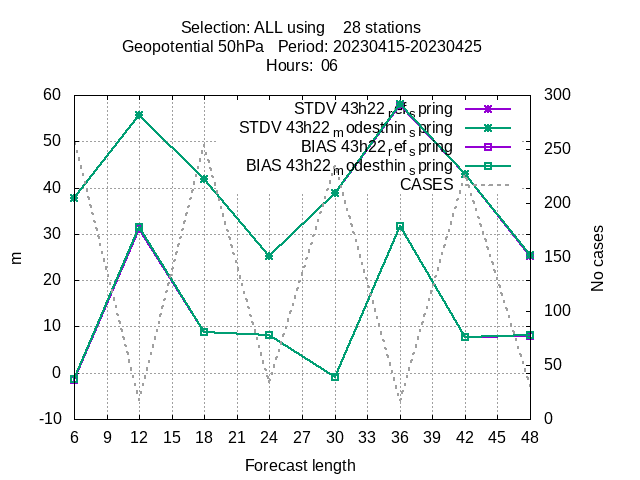 Selection: ALL using    28 stations
Geopotential 50hPa   Period: 20230415-20230425
Hours:  06
STDV 43h22_ref_spring
STDV 43h22_modesthin_spring
BIAS 43h22_ref_spring
BIAS 43h22_modesthin_spring
CASES
60
50
40
30
20
10
0
-10
m
300
250
200
150
100
50
0
No cases
6 9 12 15 18 21 24 27 30 33 36 39 42 45 48
Forecast length